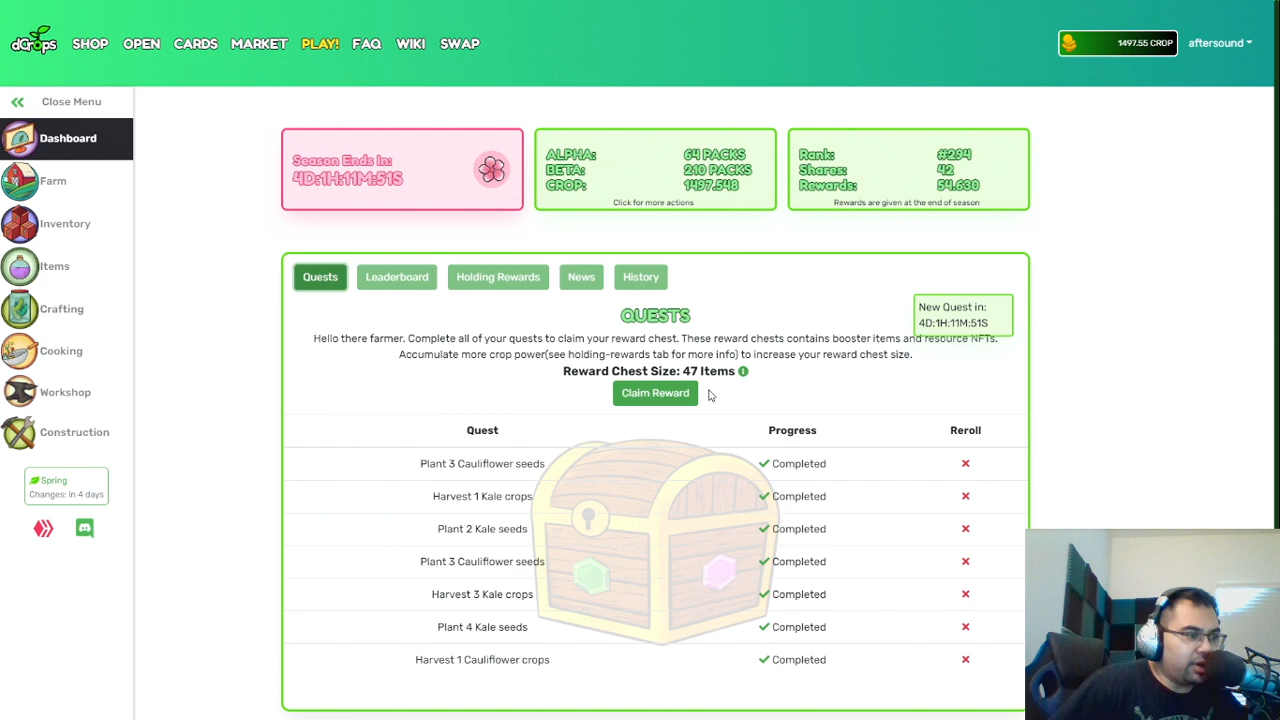 dCrops
SHOP OPEN CARDS MARKET PLAY! FAQ WIKI SWAP
1497.55 CROP
aftersound
Close Menu
Dashboard
Farm
Inventory
Items
Crafting
Cooking
Workshop
Construction
Spring
Changes: in 4 days
Season Ends In:
4D:1H:11M:51S
ALPHA: 64 PACKS
BETA: 210 PACKS
CROP: 1497.548
Click for more actions
Rank: #294
Shares: 42
Rewards: 54.630
Rewards are given at the end of season
Quests Leaderboard Holding Rewards News History
New Quest in:
4D:1H:11M:51S
QUESTS
Hello there farmer. Complete all of your quests to claim your reward chest. These reward chests contains booster items and resource NFTs.
Accumulate more crop power(see holding-rewards tab for more info) to increase your reward chest size.
Reward Chest Size: 47 Items
Claim Reward
Quest Progress Reroll
Plant 3 Cauliflower seeds Completed
Harvest 1 Kale crops Completed
Plant 2 Kale seeds Completed
Plant 3 Cauliflower seeds Completed
Harvest 3 Kale crops Completed
Plant 4 Kale seeds Completed
Harvest 1 Cauliflower crops Completed